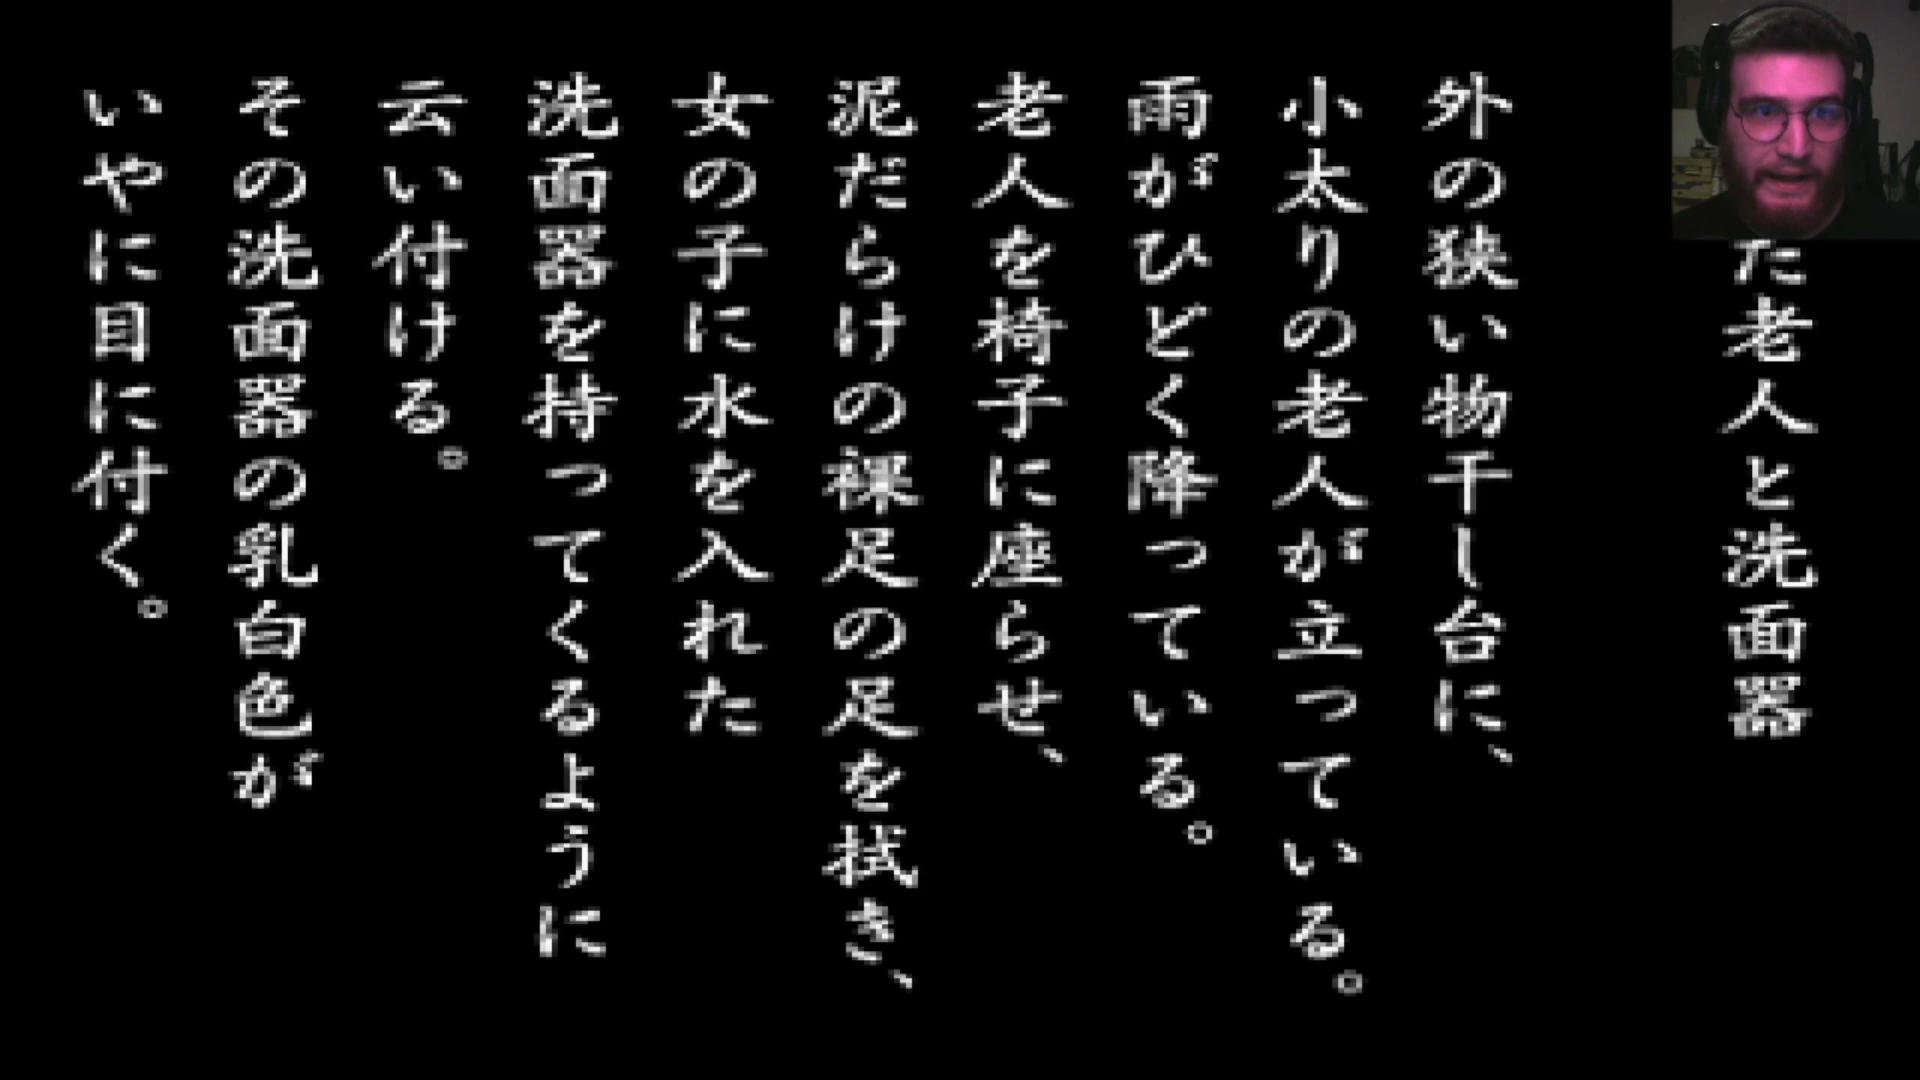 た老人と洗面器
外の狭い物干し台に、
小太りの老人が立っている。
雨がひどく降っている。
老人を椅子に座らせ、
泥だらけの裸足の足を拭き、
女の子に水を入れた
洗面器を持ってくるように
云い付ける。
その洗面器の乳白色が
いやに目に付く。